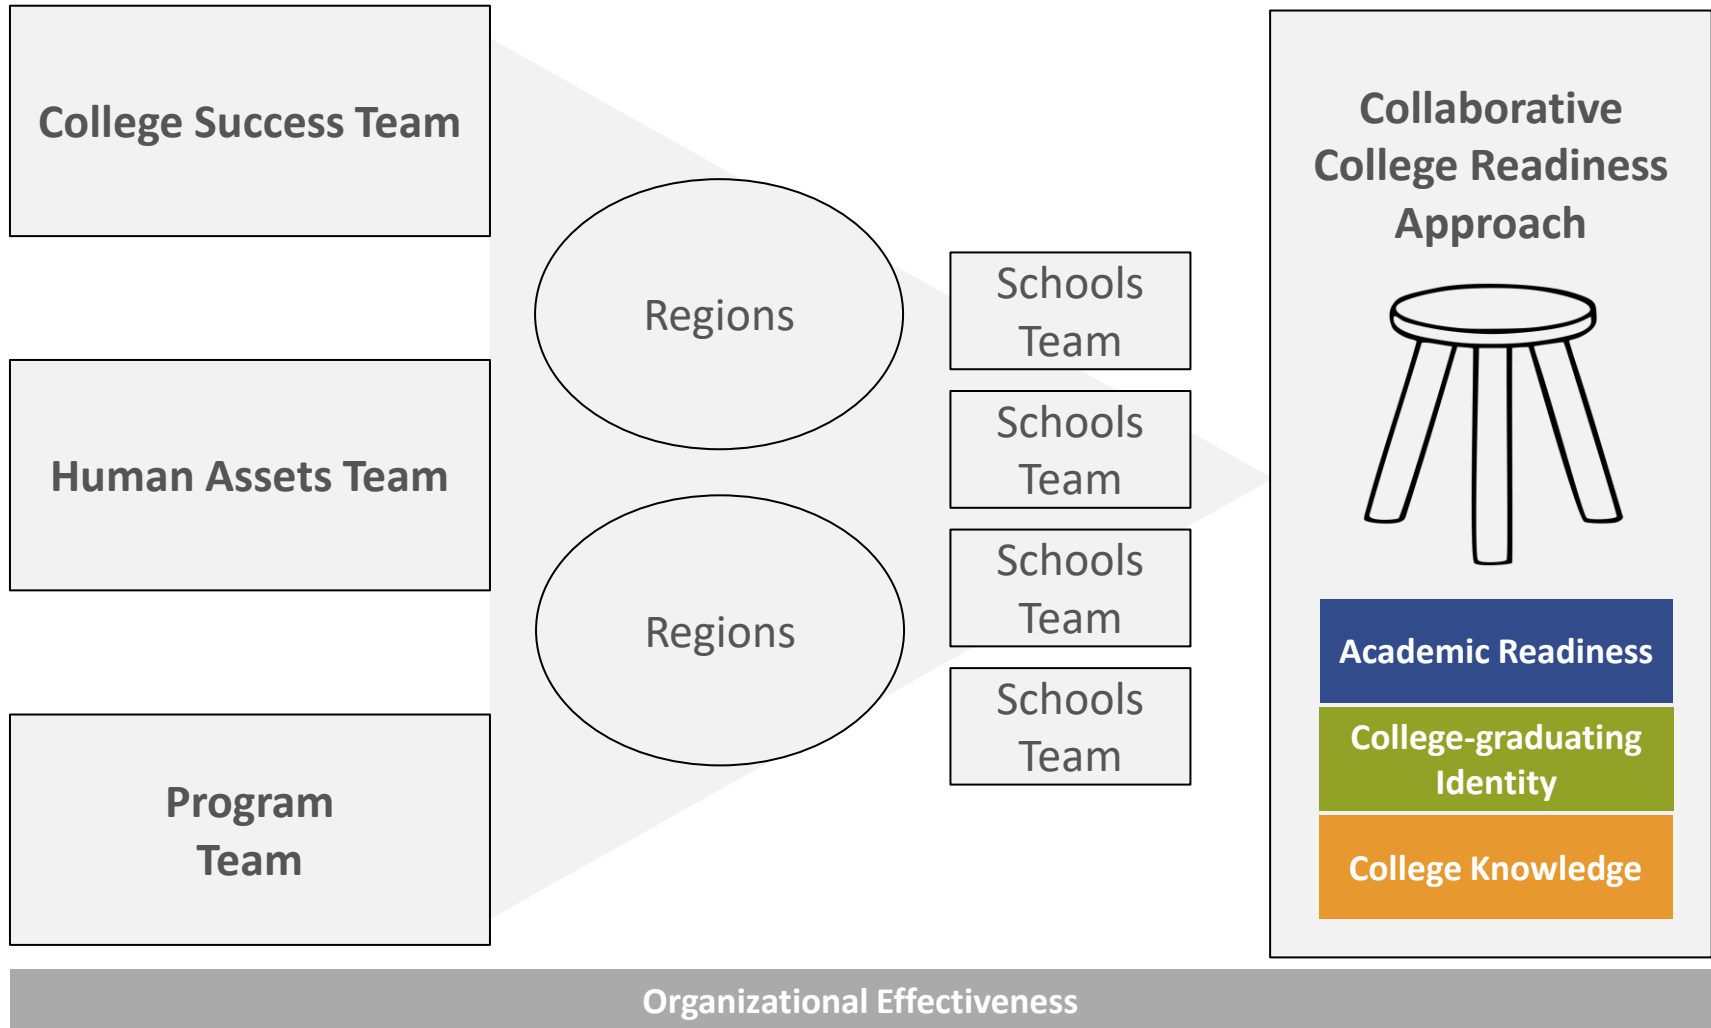 College Success Team
Human Assets Team
Program
Team
Regions
Regions
Schools
Team
Schools
Team
Schools
Team
Schools
Team
Collaborative
College Readiness
Approach
Academic Readiness
College-graduating
Identity
College Knowledge
Organizational Effectiveness